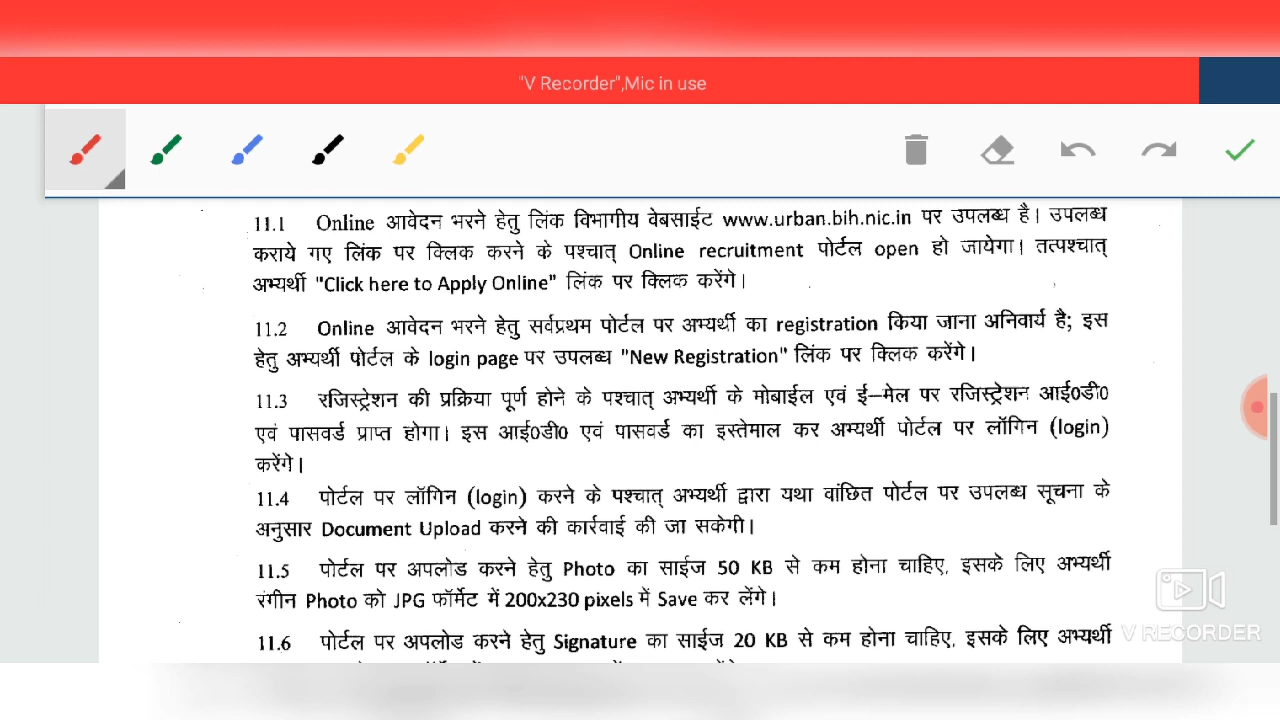 "V Recorder",Mic in use
11.1 Online आवेदन भरने हेतु लिंक विभागीय वेबसाईट www.urban.bih.nic.in पर उपलब्ध है। उपलब्ध
कराये गए लिंक पर क्लिक करने के पश्चात् Online recruitment पोर्टल open हो जायेगा। तत्पश्चात्
अभ्यर्थी "Click here to Apply Online" लिंक पर क्लिक करेंगे।
11.2 Online आवेदन भरने हेतु सर्वप्रथम पोर्टल पर अभ्यर्थी का registration किया जाना अनिवार्य है; इस
हेतु अभ्यर्थी पोर्टल के login page पर उपलब्ध "New Registration" लिंक पर क्लिक करेंगे।
11.3 रजिस्ट्रेशन की प्रक्रिया पूर्ण होने के पश्चात् अभ्यर्थी के मोबाईल एवं ई–मेल पर रजिस्ट्रेशन आई0डी0
एवं पासवर्ड प्राप्त होगा। इस आई0डी0 एवं पासवर्ड का इस्तेमाल कर अभ्यर्थी पोर्टल पर लॉगिन (login)
करेंगे।
11.4 पोर्टल पर लॉगिन (login) करने के पश्चात् अभ्यर्थी द्वारा यथा वांछित पोर्टल पर उपलब्ध सूचना के
अनुसार Document Upload करने की कार्रवाई की जा सकेगी।
11.5 पोर्टल पर अपलोड करने हेतु Photo का साईज 50 KB से कम होना चाहिए, इसके लिए अभ्यर्थी
रंगीन Photo को JPG फॉर्मेट में 200x230 pixels में Save कर लेंगे।
V RECORDER
11.6 पोर्टल पर अपलोड करने हेतु Signature का साईज 20 KB से कम होना चाहिए, इसके लिए अभ्यर्थी